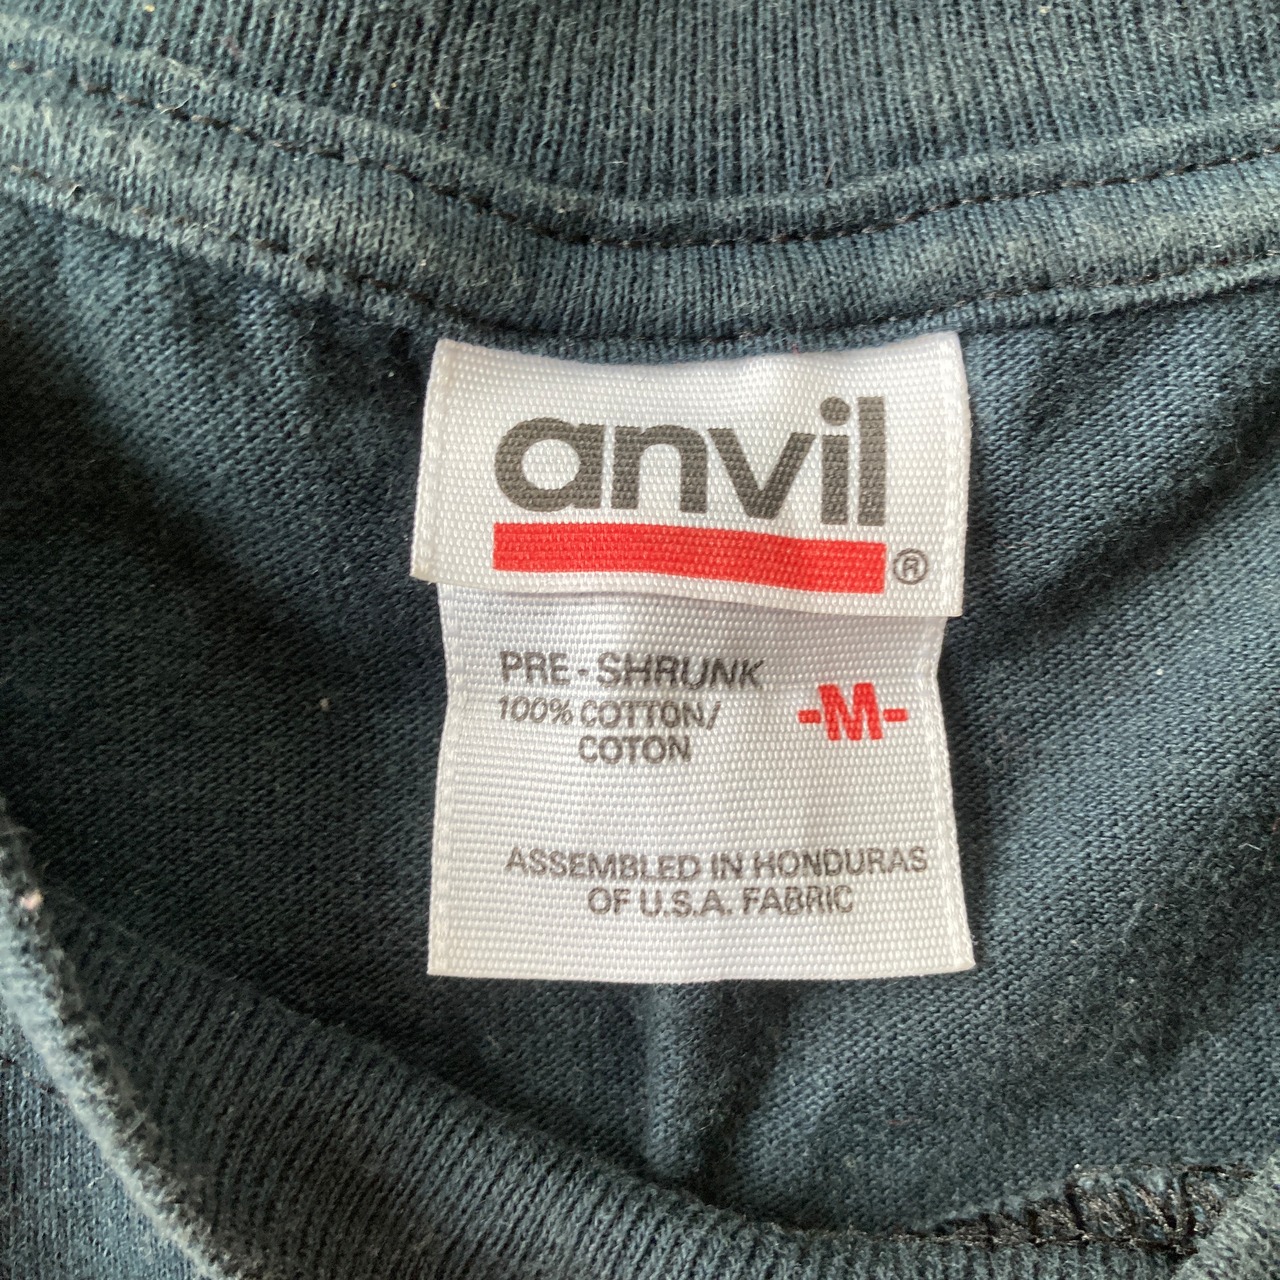 anvil®
PRE-SHRUNK
100% COTTON/
COTON
-M-
ASSEMBLED IN HONDURAS
OF U.S.A. FABRIC